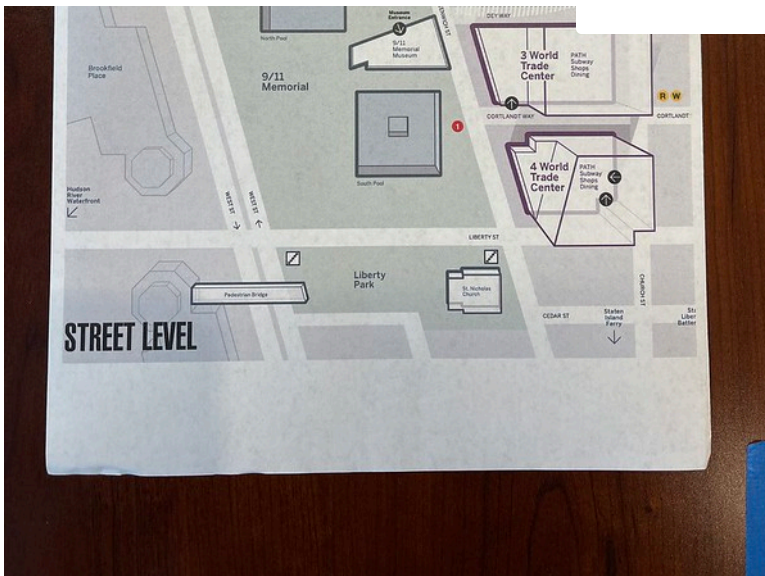 Museum
Entrance
DEY WAY
North Pool
9/11
Memorial
Museum
3 World
Trade
Center
PATH
Subway
Shops
Dining
Brookfield
Place
9/11
Memorial
R W
CORTLANDT WAY
CORTLANDT
1
4 World
Trade
Center
PATH
Subway
Shops
Dining
South Pool
Hudson
River
Waterfront
WEST ST
WEST ST
LIBERTY ST
Liberty
Park
St. Nicholas
Church
Pedestrian Bridge
CHURCH ST
CEDAR ST
Staten
Island
Ferry
STREET LEVEL